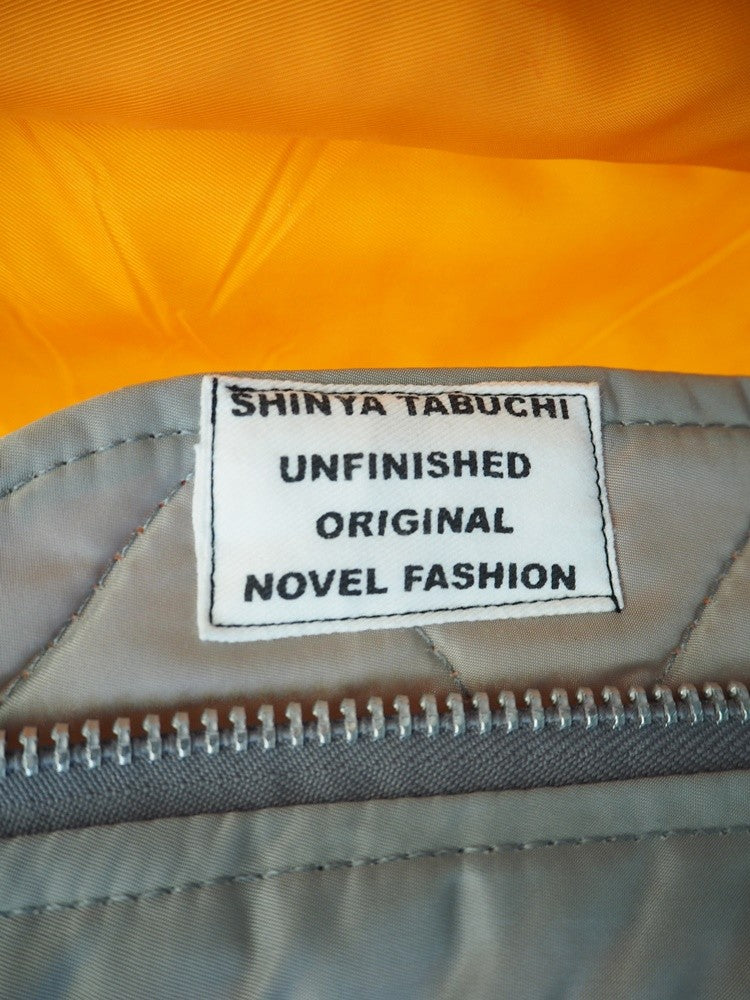 SHINYA TABUCHI
UNFINISHED
ORIGINAL
NOVEL FASHION